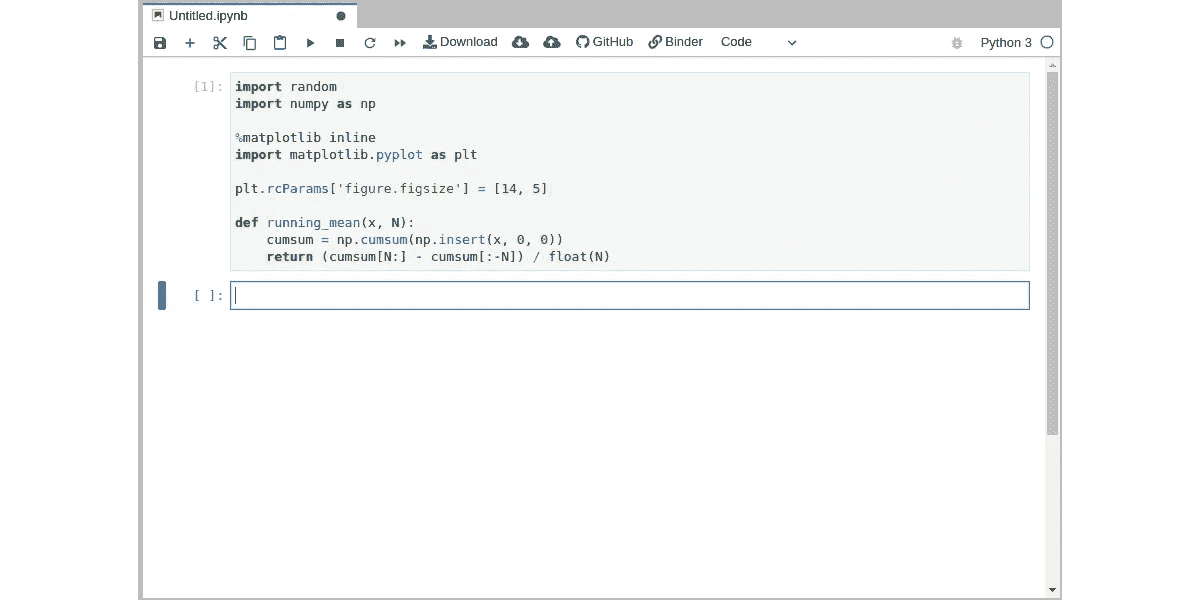 Untitled.ipynb
Download GitHub Binder Code Python 3
[1]: import random
import numpy as np
%matplotlib inline
import matplotlib.pyplot as plt
plt.rcParams['figure.figsize'] = [14, 5]
def running_mean(x, N):
    cumsum = np.cumsum(np.insert(x, 0, 0))
    return (cumsum[N:] - cumsum[:-N]) / float(N)
[ ]: